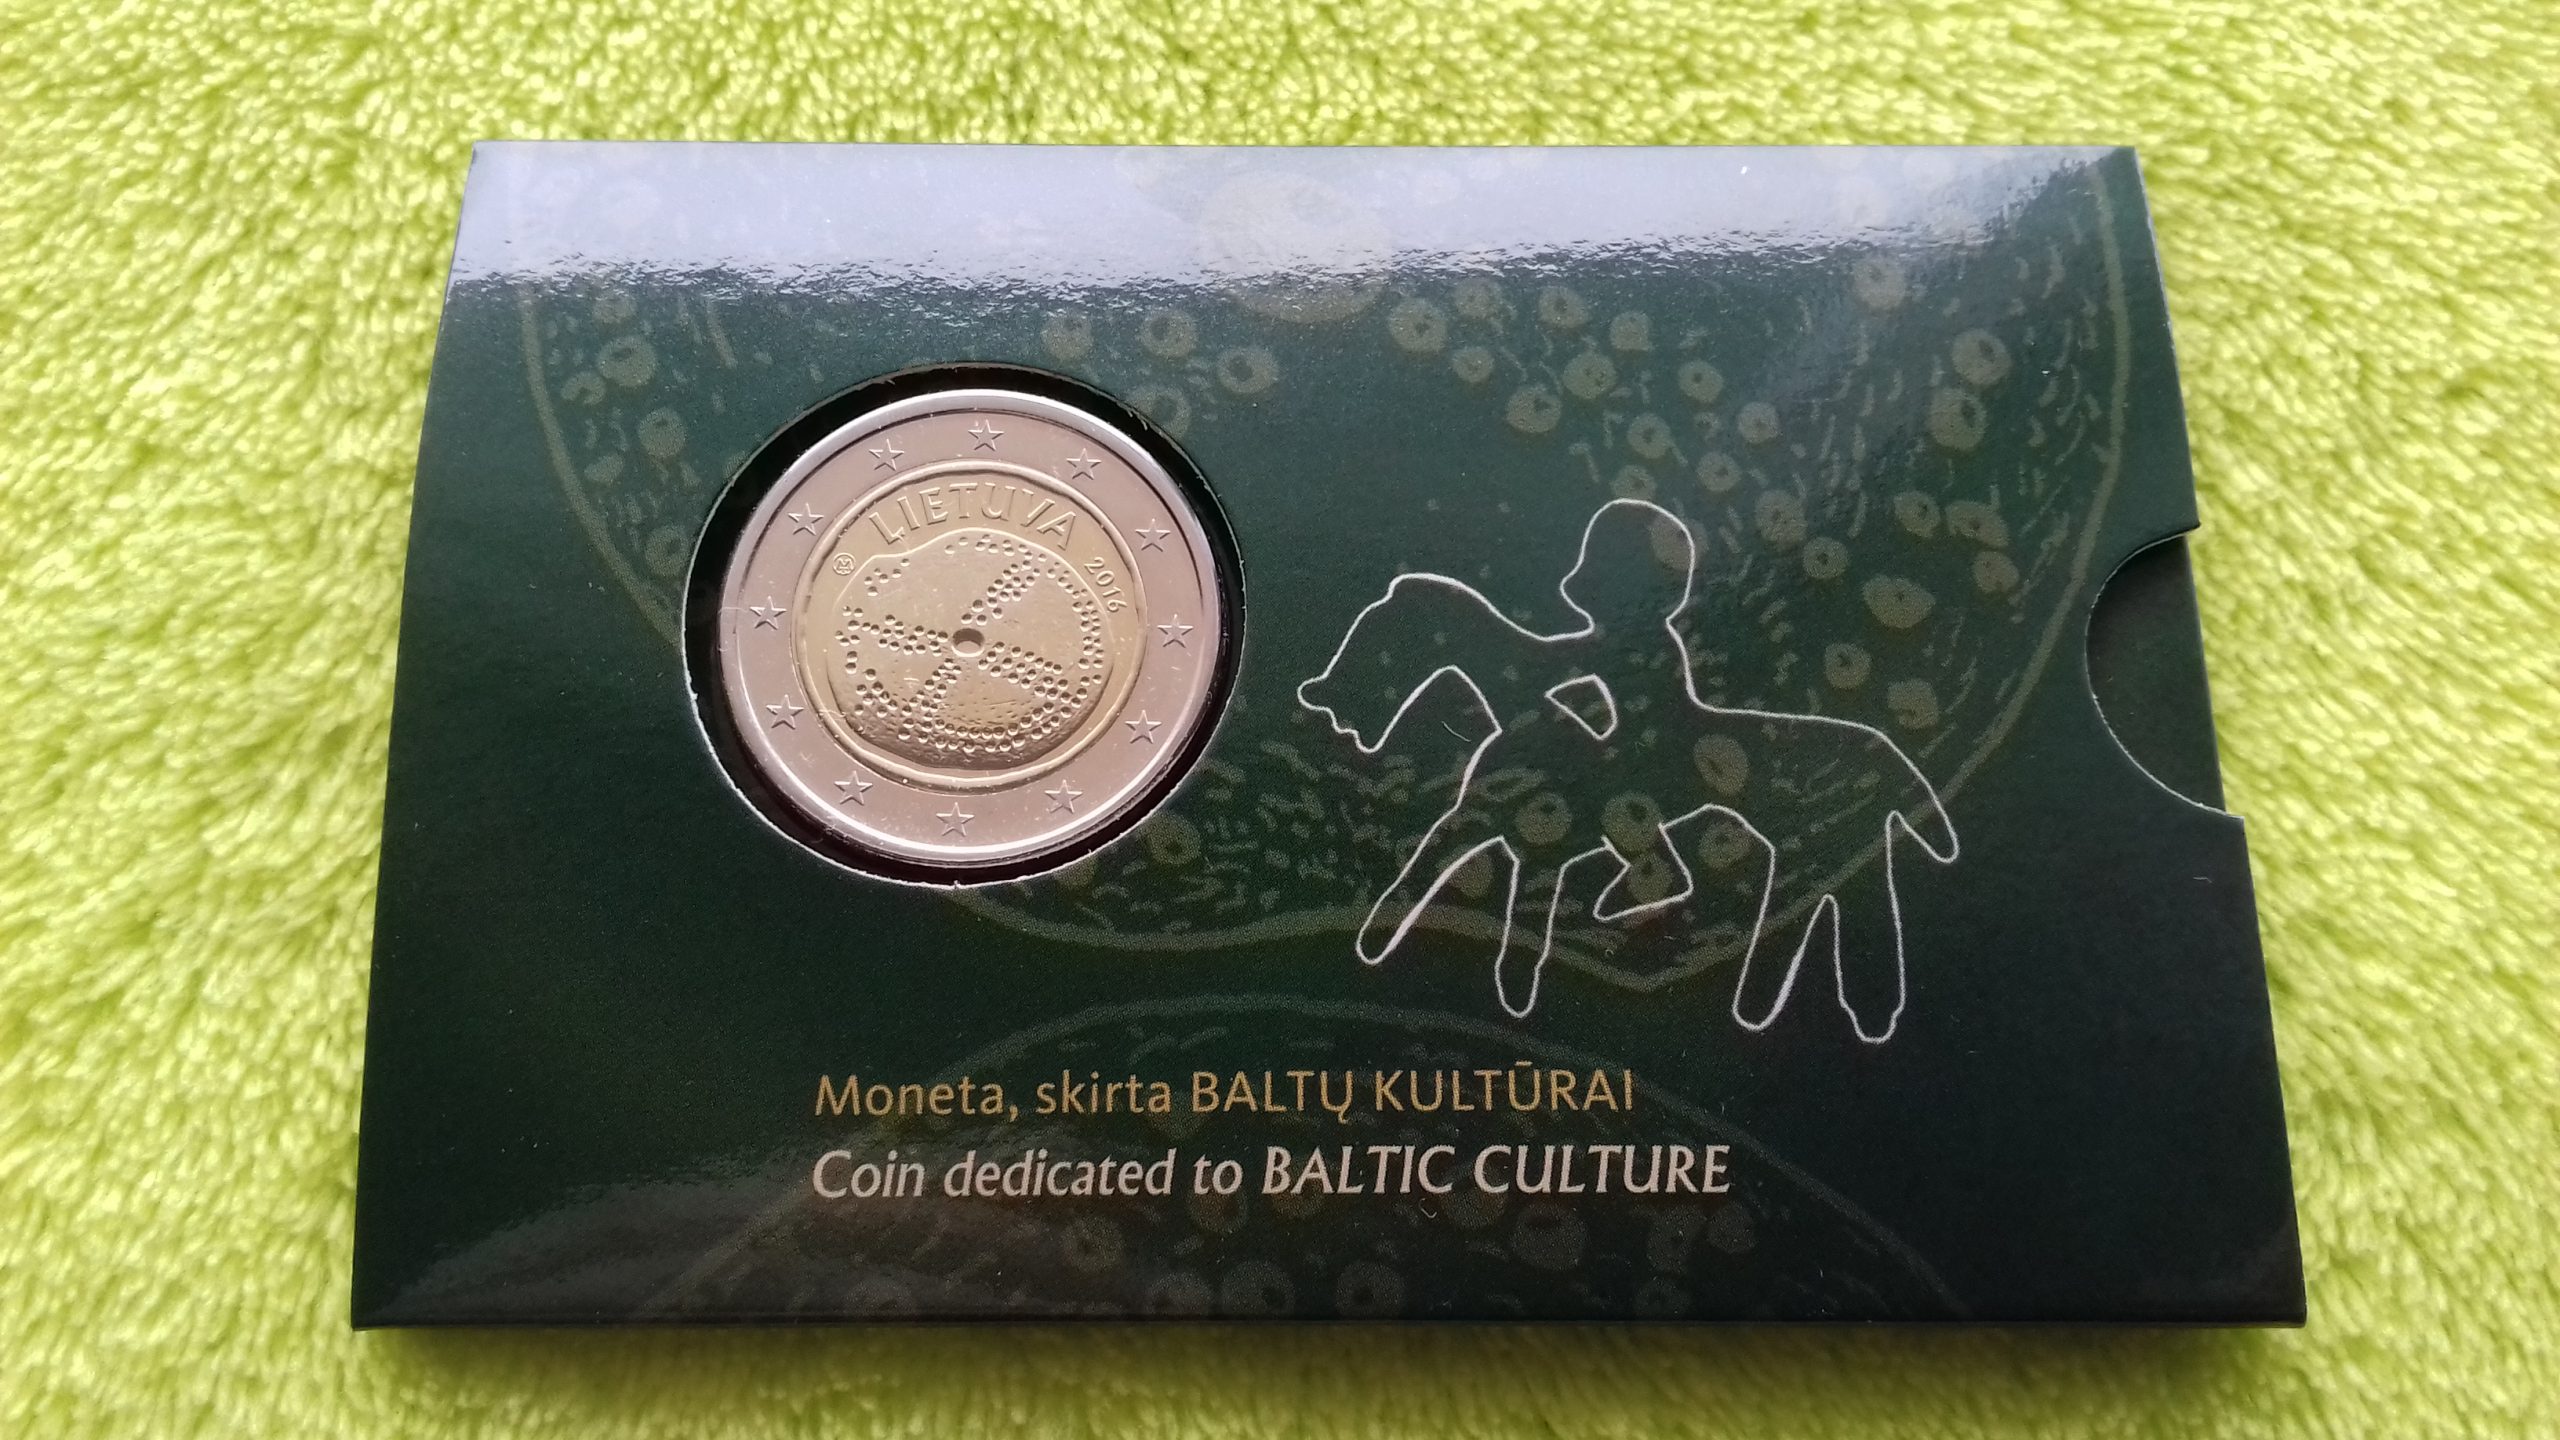 LIETUVA
2016
Moneta, skirta BALTŲ KULTŪRAI
Coin dedicated to BALTIC CULTURE